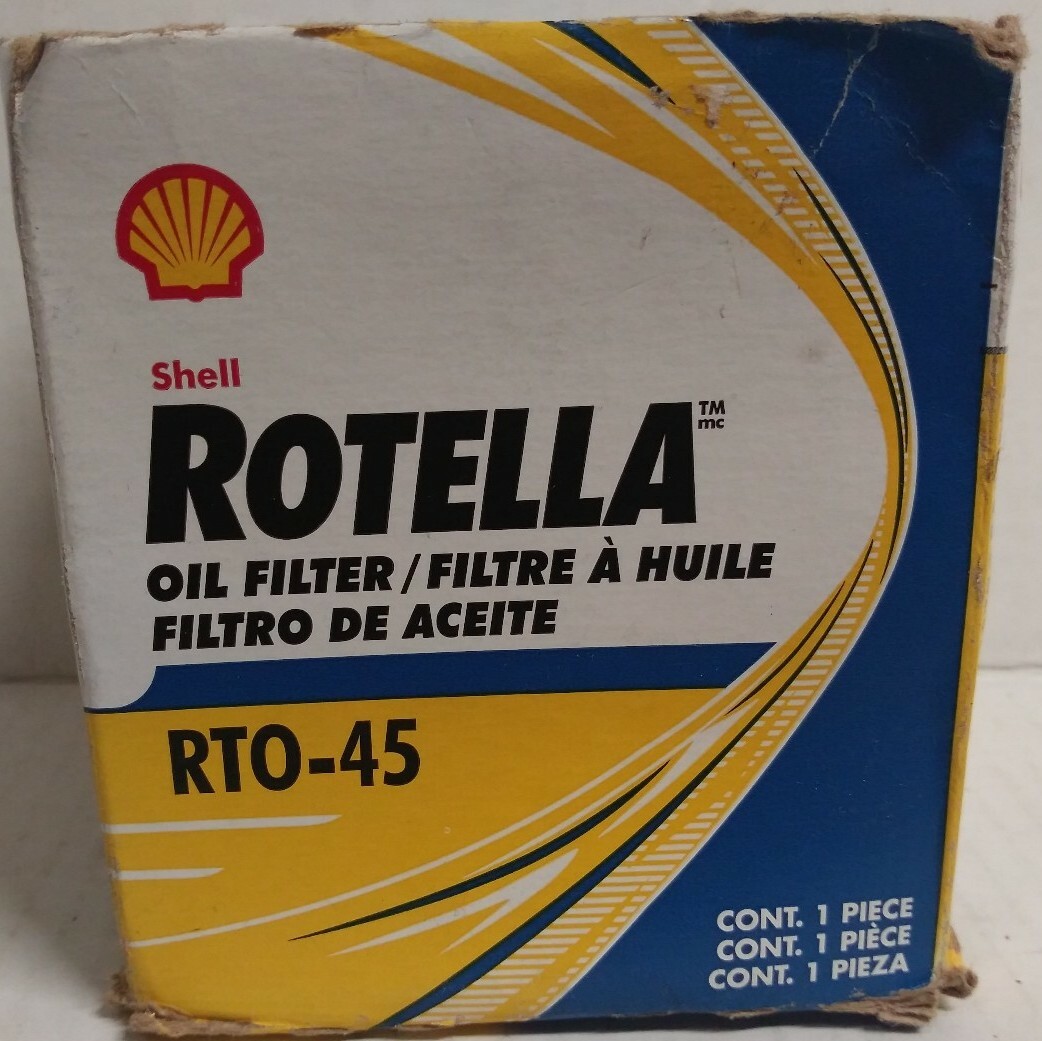 Shell
ROTELLA™ mc
OIL FILTER / FILTRE À HUILE
FILTRO DE ACEITE
RTO-45
CONT. 1 PIECE
CONT. 1 PIÈCE
CONT. 1 PIEZA